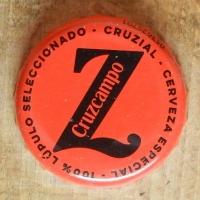 CRUZIAL - CERVEZA ESPECIAL - 100% LÚPULO SELECCIONADO -
Z
Cruzcampo